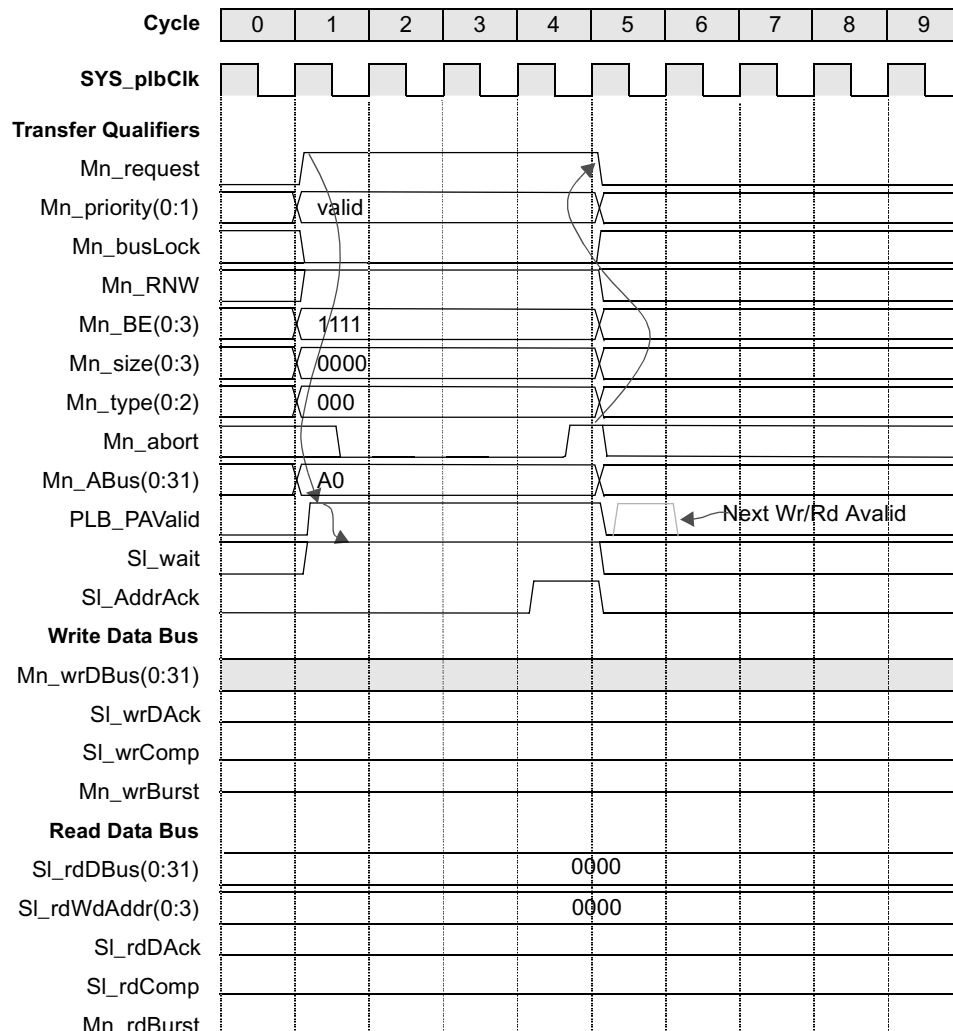 Cycle 0 1 2 3 4 5 6 7 8 9
SYS_plbClk
Transfer Qualifiers
Mn_request
Mn_priority(0:1) valid
Mn_busLock
Mn_RNW
Mn_BE(0:3) 1111
Mn_size(0:3) 0000
Mn_type(0:2) 000
Mn_abort
Mn_ABus(0:31) A0
PLB_PAValid Next Wr/Rd Avalid
Sl_wait
Sl_AddrAck
Write Data Bus
Mn_wrDBus(0:31)
Sl_wrDAck
Sl_wrComp
Mn_wrBurst
Read Data Bus
Sl_rdDBus(0:31) 0000
Sl_rdWdAddr(0:3) 0000
Sl_rdDAck
Sl_rdComp
Mn_rdBurst